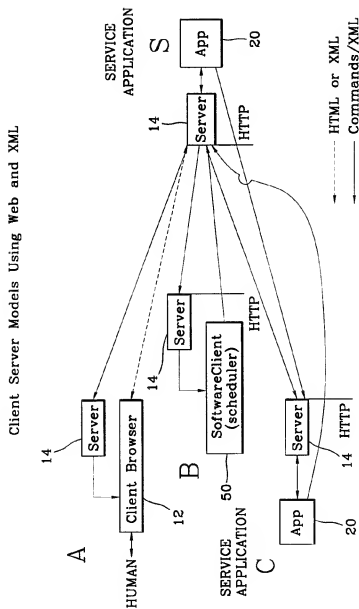 Client Server Models Using Web and XML
A
14
Server
Client Browser
HUMAN
12
B
14
Server
HTTP
SoftwareClient
(scheduler)
50
SERVICE
APPLICATION
C
App
20
Server
14
HTTP
SERVICE
APPLICATION
S
App
20
14
Server
HTTP
HTML or XML
Commands/XML